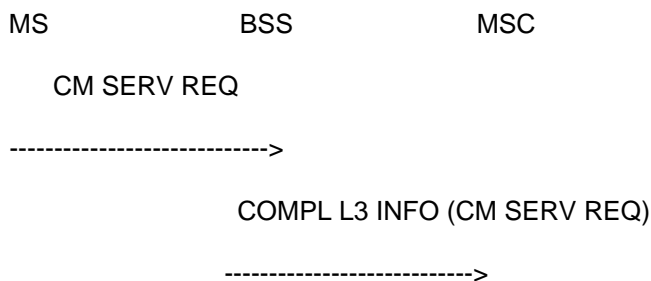 MS BSS MSC
CM SERV REQ
----------------------------->
COMPL L3 INFO (CM SERV REQ)
---------------------------->